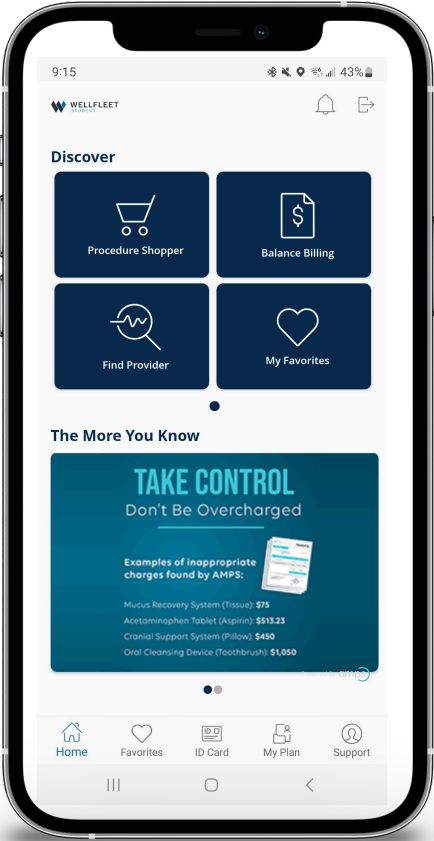 9:15
43%
WELLFLEET
STUDENT
Discover
Procedure Shopper
Balance Billing
Find Provider
My Favorites
The More You Know
TAKE CONTROL
Don't Be Overcharged
Examples of inappropriate
charges found by AMPS:
Mucus Recovery System (Tissue): $75
Acetaminophen Tablet (Aspirin): $513.23
Cranial Support System (Pillow): $450
Oral Cleansing Device (Toothbrush): $1,050
amps
Home
Favorites
ID Card
My Plan
Support